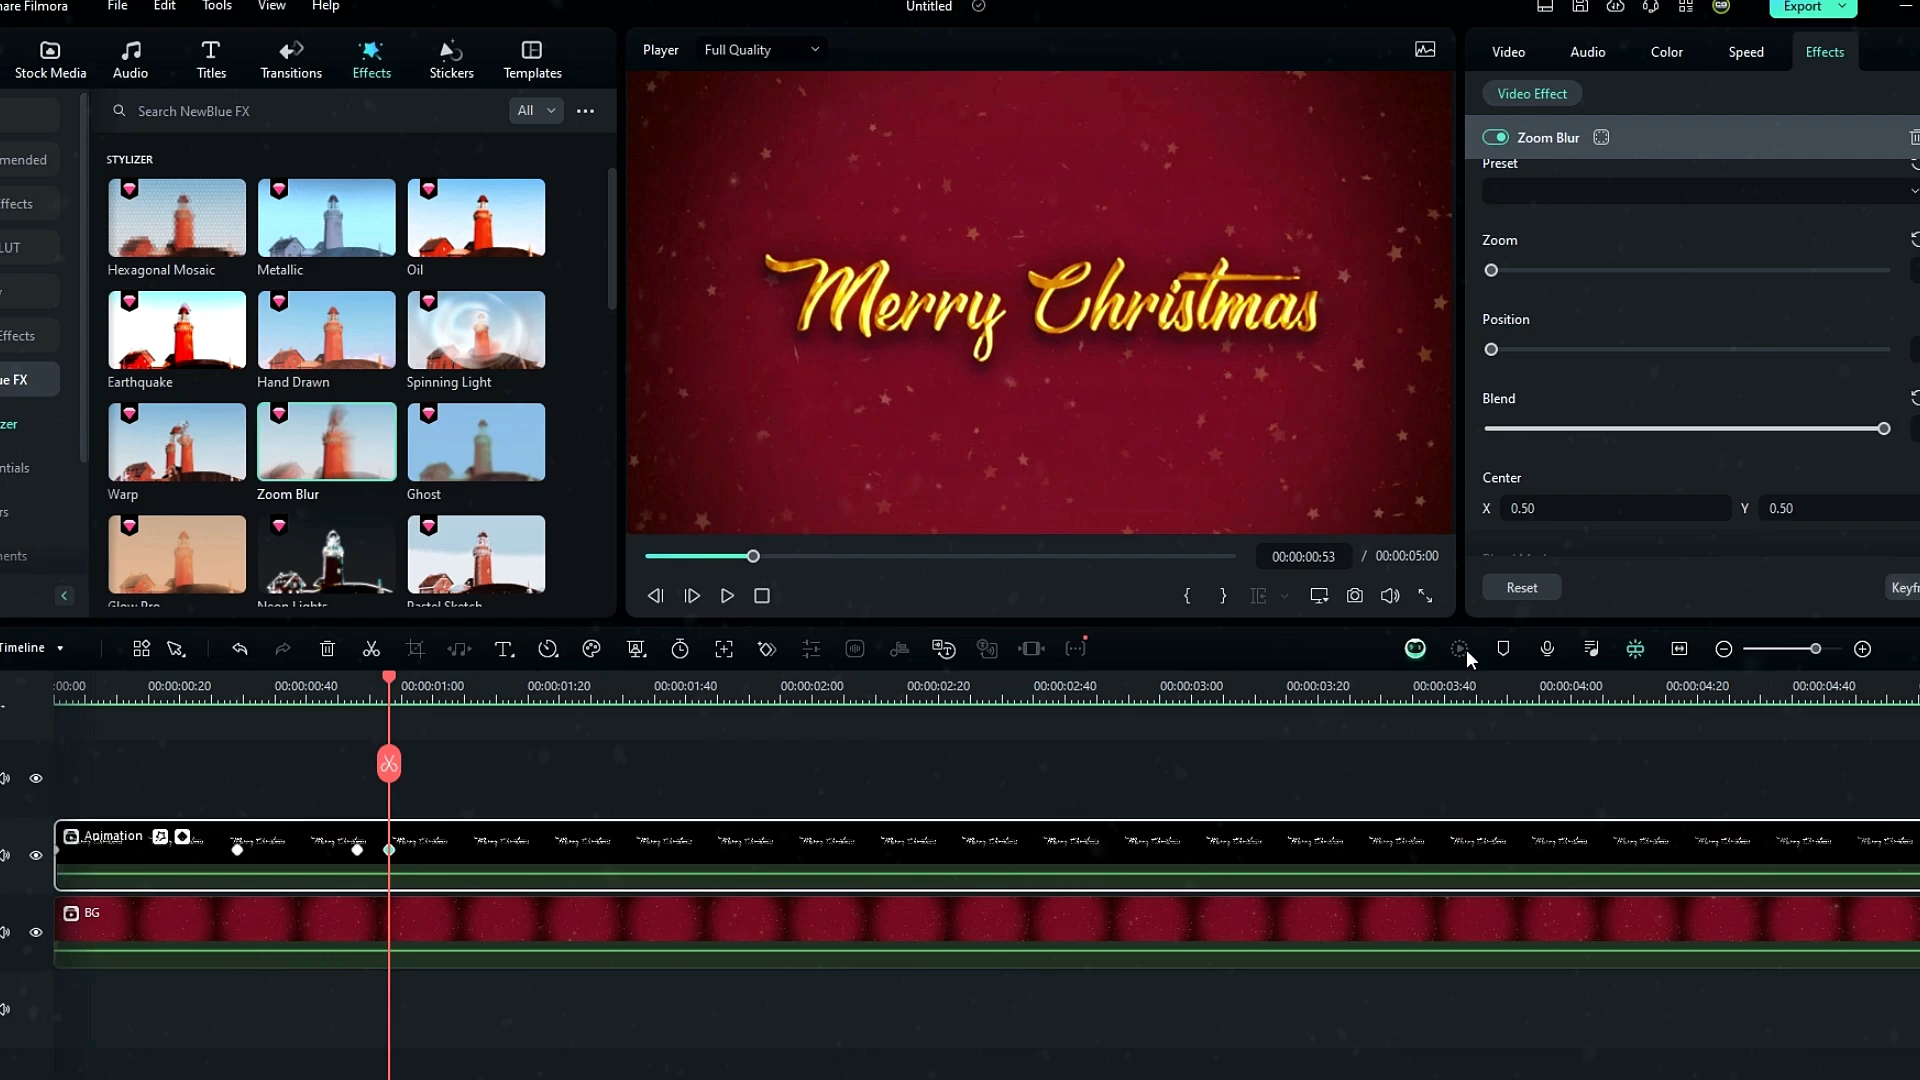 hare Filmora File Edit Tools View Help Untitled Export
Stock Media Audio Titles Transitions Effects Stickers Templates
Player Full Quality
Video Audio Color Speed Effects
Search NewBlue FX All
Video Effect
Zoom Blur
Preset
mended
ffects
LUT
y
Effects
ue FX
zer
ntials
rs
nents
STYLIZER
Hexagonal Mosaic Metallic Oil
Earthquake Hand Drawn Spinning Light
Warp Zoom Blur Ghost
Glow Pro Neon Lights Pastel Sketch
Merry Christmas
Zoom
Position
Blend
Center
X 0.50 Y 0.50
Reset Keyfr
00:00:00:53 / 00:00:05:00
Timeline
:00:00 00:00:00:20 00:00:00:40 00:00:01:00 00:00:01:20 00:00:01:40 00:00:02:00 00:00:02:20 00:00:02:40 00:00:03:00 00:00:03:20 00:00:03:40 00:00:04:00 00:00:04:20 00:00:04:40
Animation
BG